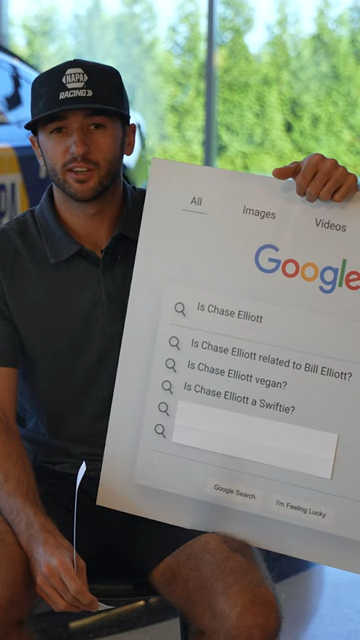 NAPA
RACING
All
Images
Videos
Google
Is Chase Elliott
Is Chase Elliott related to Bill Elliott?
Is Chase Elliott vegan?
Is Chase Elliott a Swiftie?
Google Search
I'm Feeling Lucky